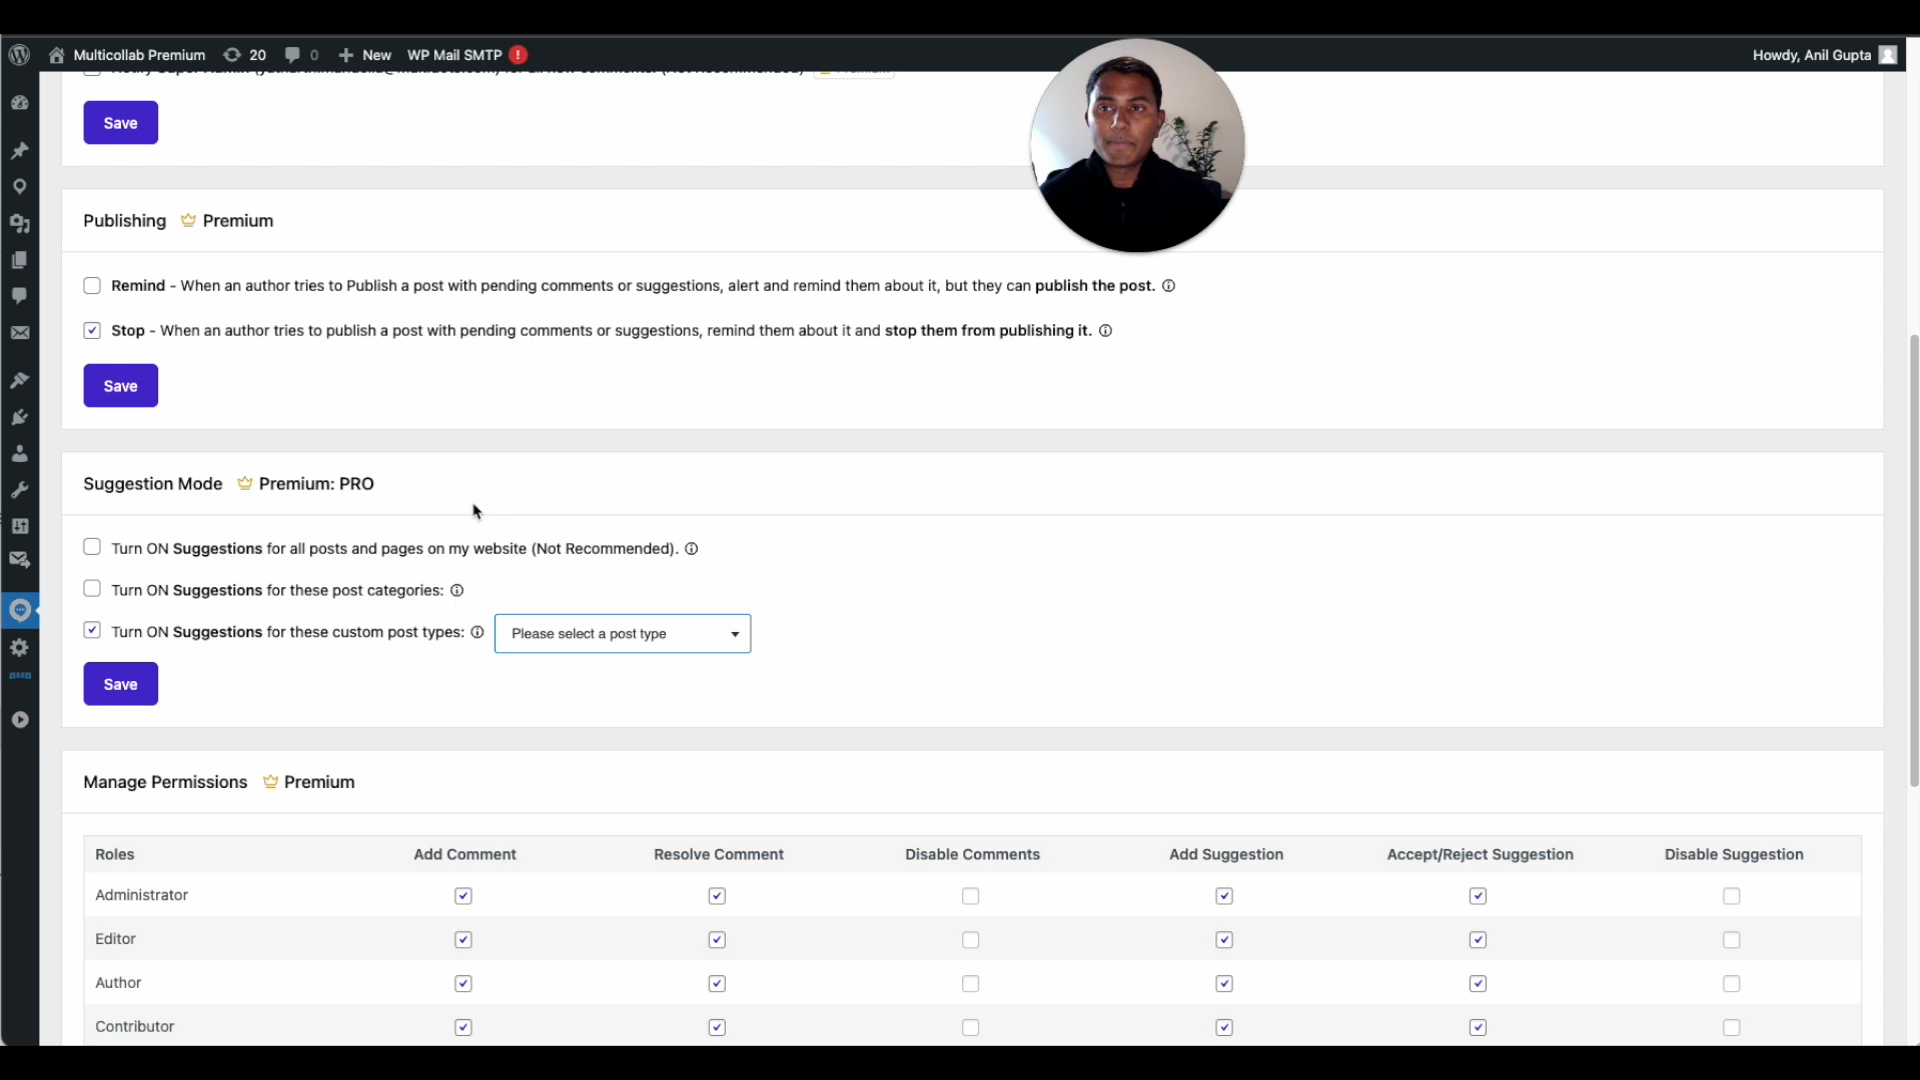 Multicollab Premium 20 0 New WP Mail SMTP ! Howdy, Anil Gupta
Save
Publishing Premium
Remind - When an author tries to Publish a post with pending comments or suggestions, alert and remind them about it, but they can publish the post.
Stop - When an author tries to publish a post with pending comments or suggestions, remind them about it and stop them from publishing it.
Save
Suggestion Mode Premium: PRO
Turn ON Suggestions for all posts and pages on my website (Not Recommended).
Turn ON Suggestions for these post categories:
Turn ON Suggestions for these custom post types: Please select a post type
Save
Manage Permissions Premium
Roles Add Comment Resolve Comment Disable Comments Add Suggestion Accept/Reject Suggestion Disable Suggestion
Administrator
Editor
Author
Contributor